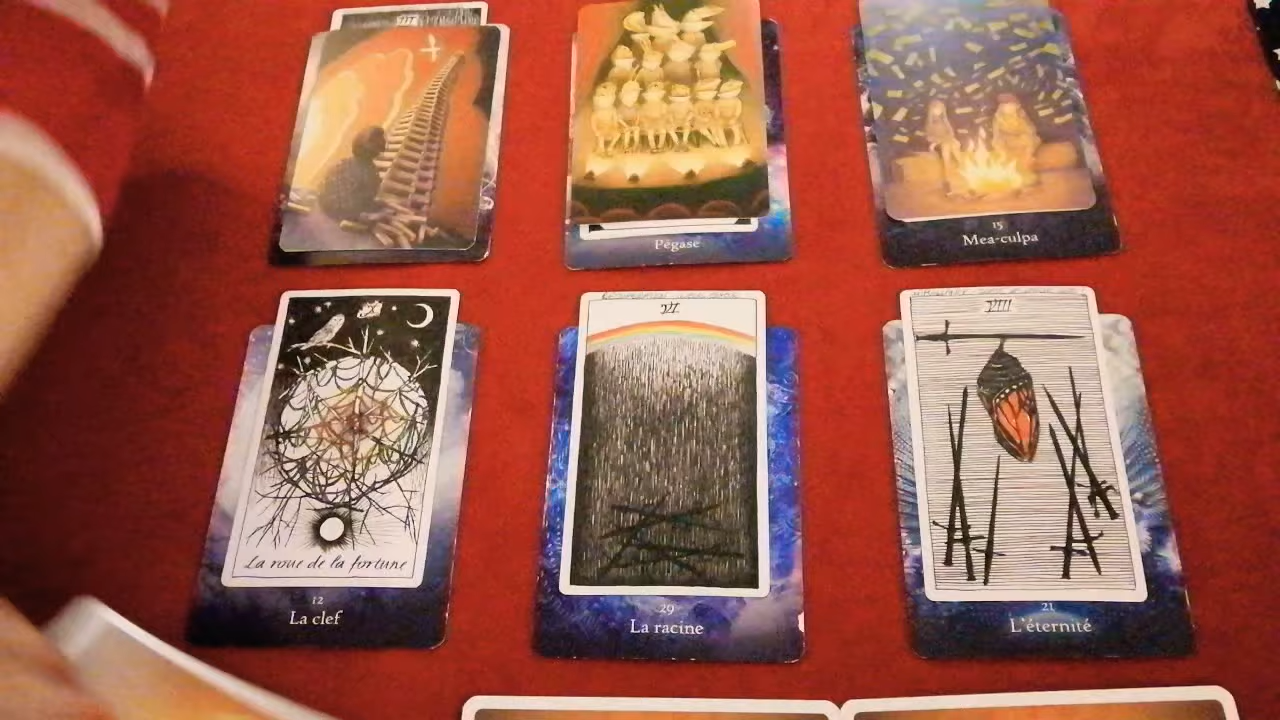 III
Pégase
15
Mea-culpa
X
La roue de la fortune
12
La clef
VI
29
La racine
VIII
21
L'éternité